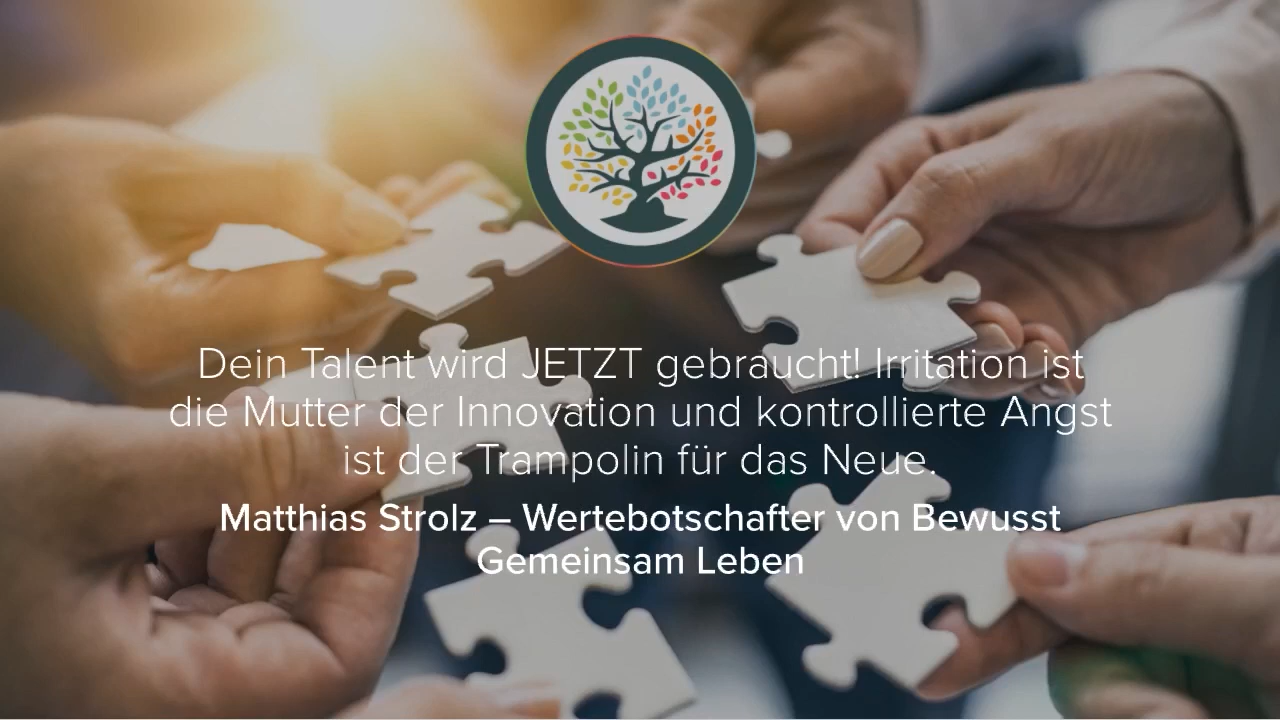 Dein Talent wird JETZT gebraucht! Irritation ist
die Mutter der Innovation und kontrollierte Angst
ist der Trampolin für das Neue.
Matthias Strolz – Wertebotschafter von Bewusst
Gemeinsam Leben